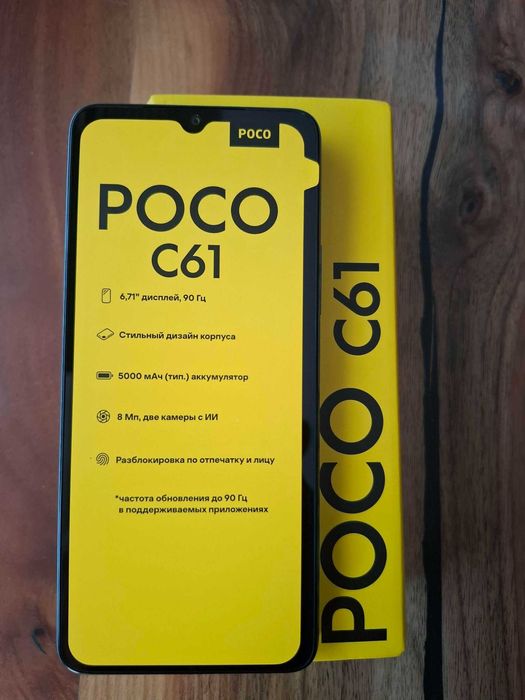 POCO
POCO
C61
6,71" дисплей, 90 Гц
Стильный дизайн корпуса
5000 мАч (тип.) аккумулятор
8 Мп, две камеры с ИИ
Разблокировка по отпечатку и лицу
*частота обновления до 90 Гц
в поддерживаемых приложениях
POCO C61